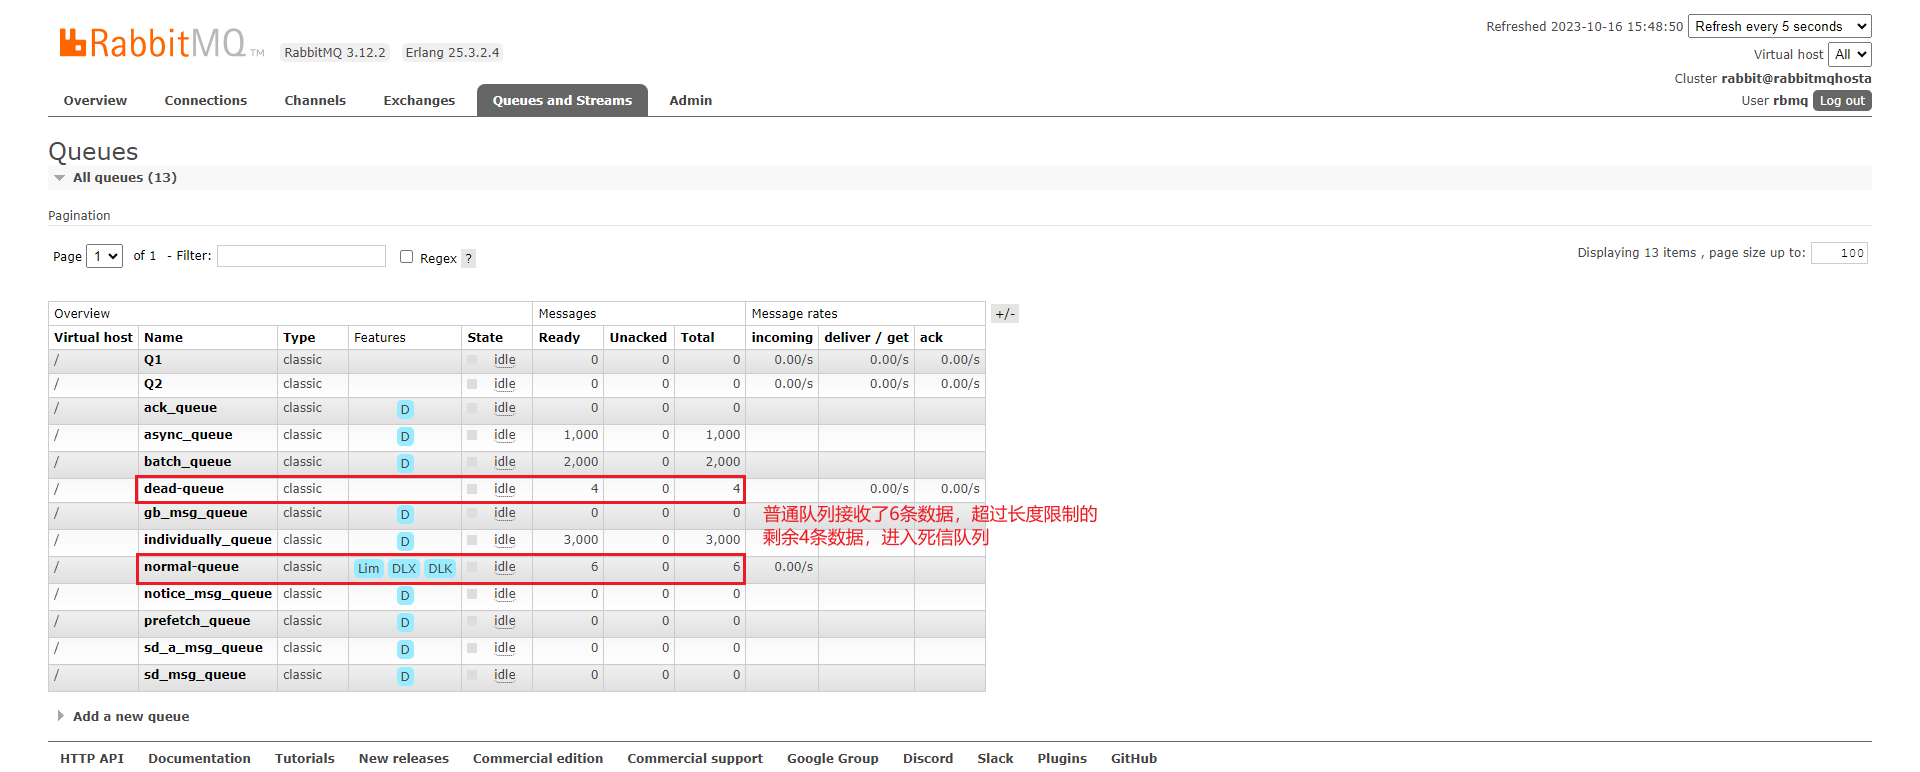 RabbitMQ TM RabbitMQ 3.12.2 Erlang 25.3.2.4
Refreshed 2023-10-16 15:48:50 Refresh every 5 seconds
Virtual host All
Cluster rabbit@rabbitmqhosta
User rbmq Log out
Overview Connections Channels Exchanges Queues and Streams Admin
Queues
All queues (13)
Pagination
Page 1 of 1 - Filter: Regex ? Displaying 13 items , page size up to: 100
Overview Messages Message rates +/-
Virtual host Name Type Features State Ready Unacked Total incoming deliver / get ack
/ Q1 classic idle 0 0 0 0.00/s 0.00/s 0.00/s
/ Q2 classic idle 0 0 0 0.00/s 0.00/s 0.00/s
/ ack_queue classic D idle 0 0 0
/ async_queue classic D idle 1,000 0 1,000
/ batch_queue classic D idle 2,000 0 2,000
/ dead-queue classic idle 4 0 4 0.00/s 0.00/s
/ gb_msg_queue classic D idle 0 0 0
普通队列接收了6条数据，超过长度限制的
/ individually_queue classic D idle 3,000 0 3,000
剩余4条数据，进入死信队列
/ normal-queue classic Lim DLX DLK idle 6 0 6 0.00/s
/ notice_msg_queue classic D idle 0 0 0
/ prefetch_queue classic D idle 0 0 0
/ sd_a_msg_queue classic D idle 0 0 0
/ sd_msg_queue classic D idle 0 0 0
Add a new queue
HTTP API Documentation Tutorials New releases Commercial edition Commercial support Google Group Discord Slack Plugins GitHub